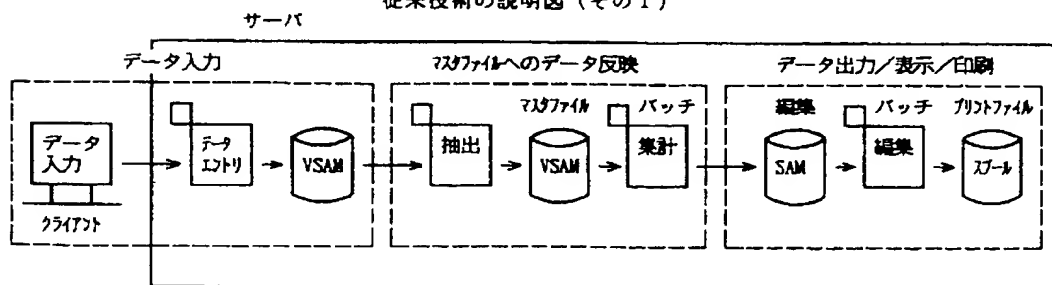 従来技術の説明図(その1)
サーバ
データ入力
マスタファイルへのデータ反映
データ出力/表示/印刷
データ
入力
クライアント
データ
エントリ
VSAM
抽出
マスタファイル
VSAM
バッチ
集計
編集
SAM
バッチ
編集
プリントファイル
スプール